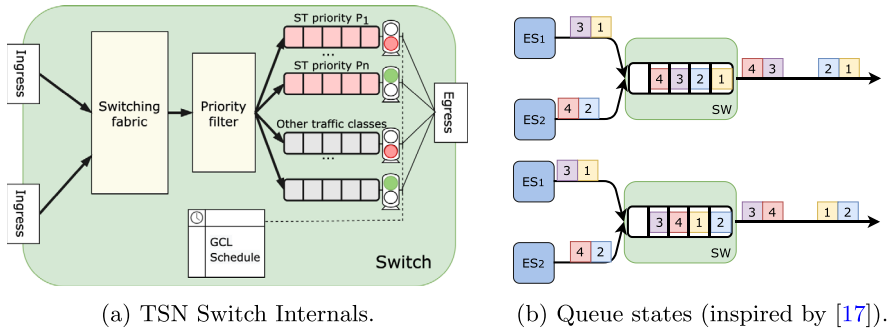 ST priority P1
...
ST priority Pn
Other traffic classes
...
Ingress
Ingress
Switching
fabric
Priority
filter
Egress
GCL
Schedule
Switch
(a) TSN Switch Internals.
ES1
3 1
ES2
4 2
4 3 2 1
SW
4 3 2 1
ES1
3 1
ES2
4 2
3 4 1 2
SW
3 4 1 2
(b) Queue states (inspired by [17]).